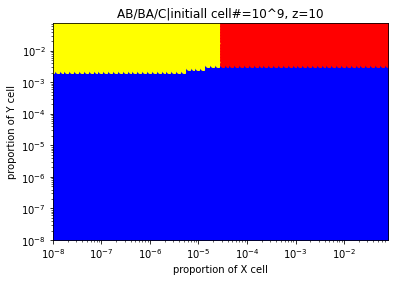 AB/BA/C|initiall cell#=10^9, z=10
proportion of Y cell
10⁻²
10⁻³
10⁻⁴
10⁻⁵
10⁻⁶
10⁻⁷
10⁻⁸
10⁻⁸ 10⁻⁷ 10⁻⁶ 10⁻⁵ 10⁻⁴ 10⁻³ 10⁻²
proportion of X cell